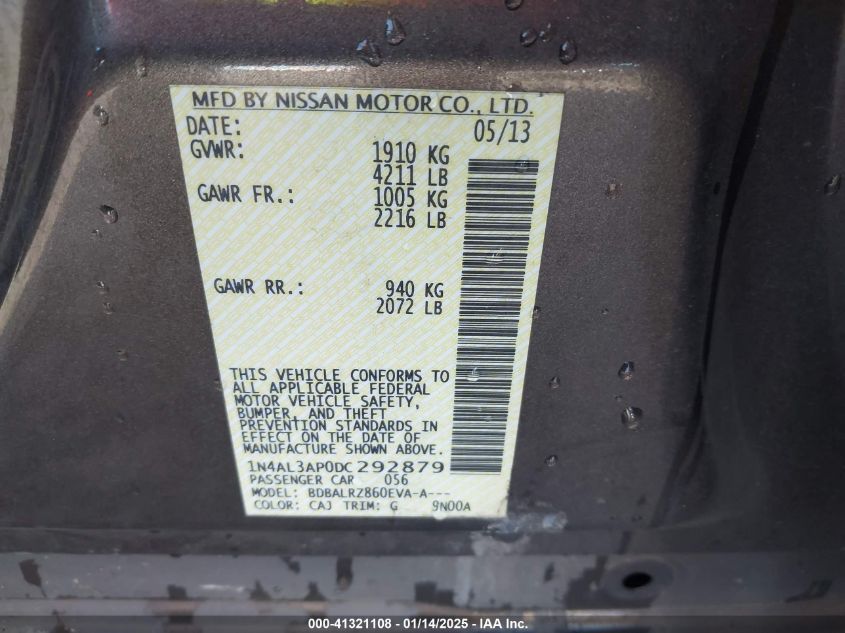 MFD BY NISSAN MOTOR CO., LTD.
DATE: 05/13
GVWR: 1910 KG
4211 LB
GAWR FR.: 1005 KG
2216 LB
GAWR RR.: 940 KG
2072 LB
THIS VEHICLE CONFORMS TO
ALL APPLICABLE FEDERAL
MOTOR VEHICLE SAFETY,
BUMPER, AND THEFT
PREVENTION STANDARDS IN
EFFECT ON THE DATE OF
MANUFACTURE SHOWN ABOVE.
1N4AL3AP0DC292879
PASSENGER CAR 056
MODEL: BDBALRZ860EVA-A---
COLOR: CAJ TRIM: G 9N00A
000-41321108 - 01/14/2025 - IAA Inc.